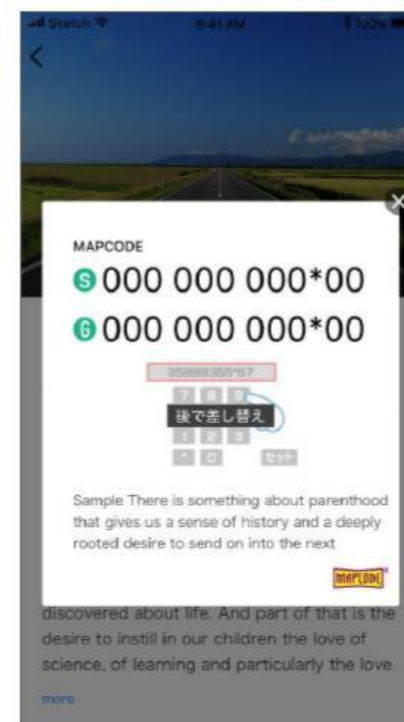 Sketch 9:41 AM 100%
MAPCODE
S 000 000 000*00
G 000 000 000*00
35899355*67
7 8 9
後で差し替え
1 2 3
* 0 セット
Sample There is something about parenthood
that gives us a sense of history and a deeply
rooted desire to send on into the next
MAPCODE
discovered about life. And part of that is the
desire to instill in our children the love of
science, of learning and particularly the love
more